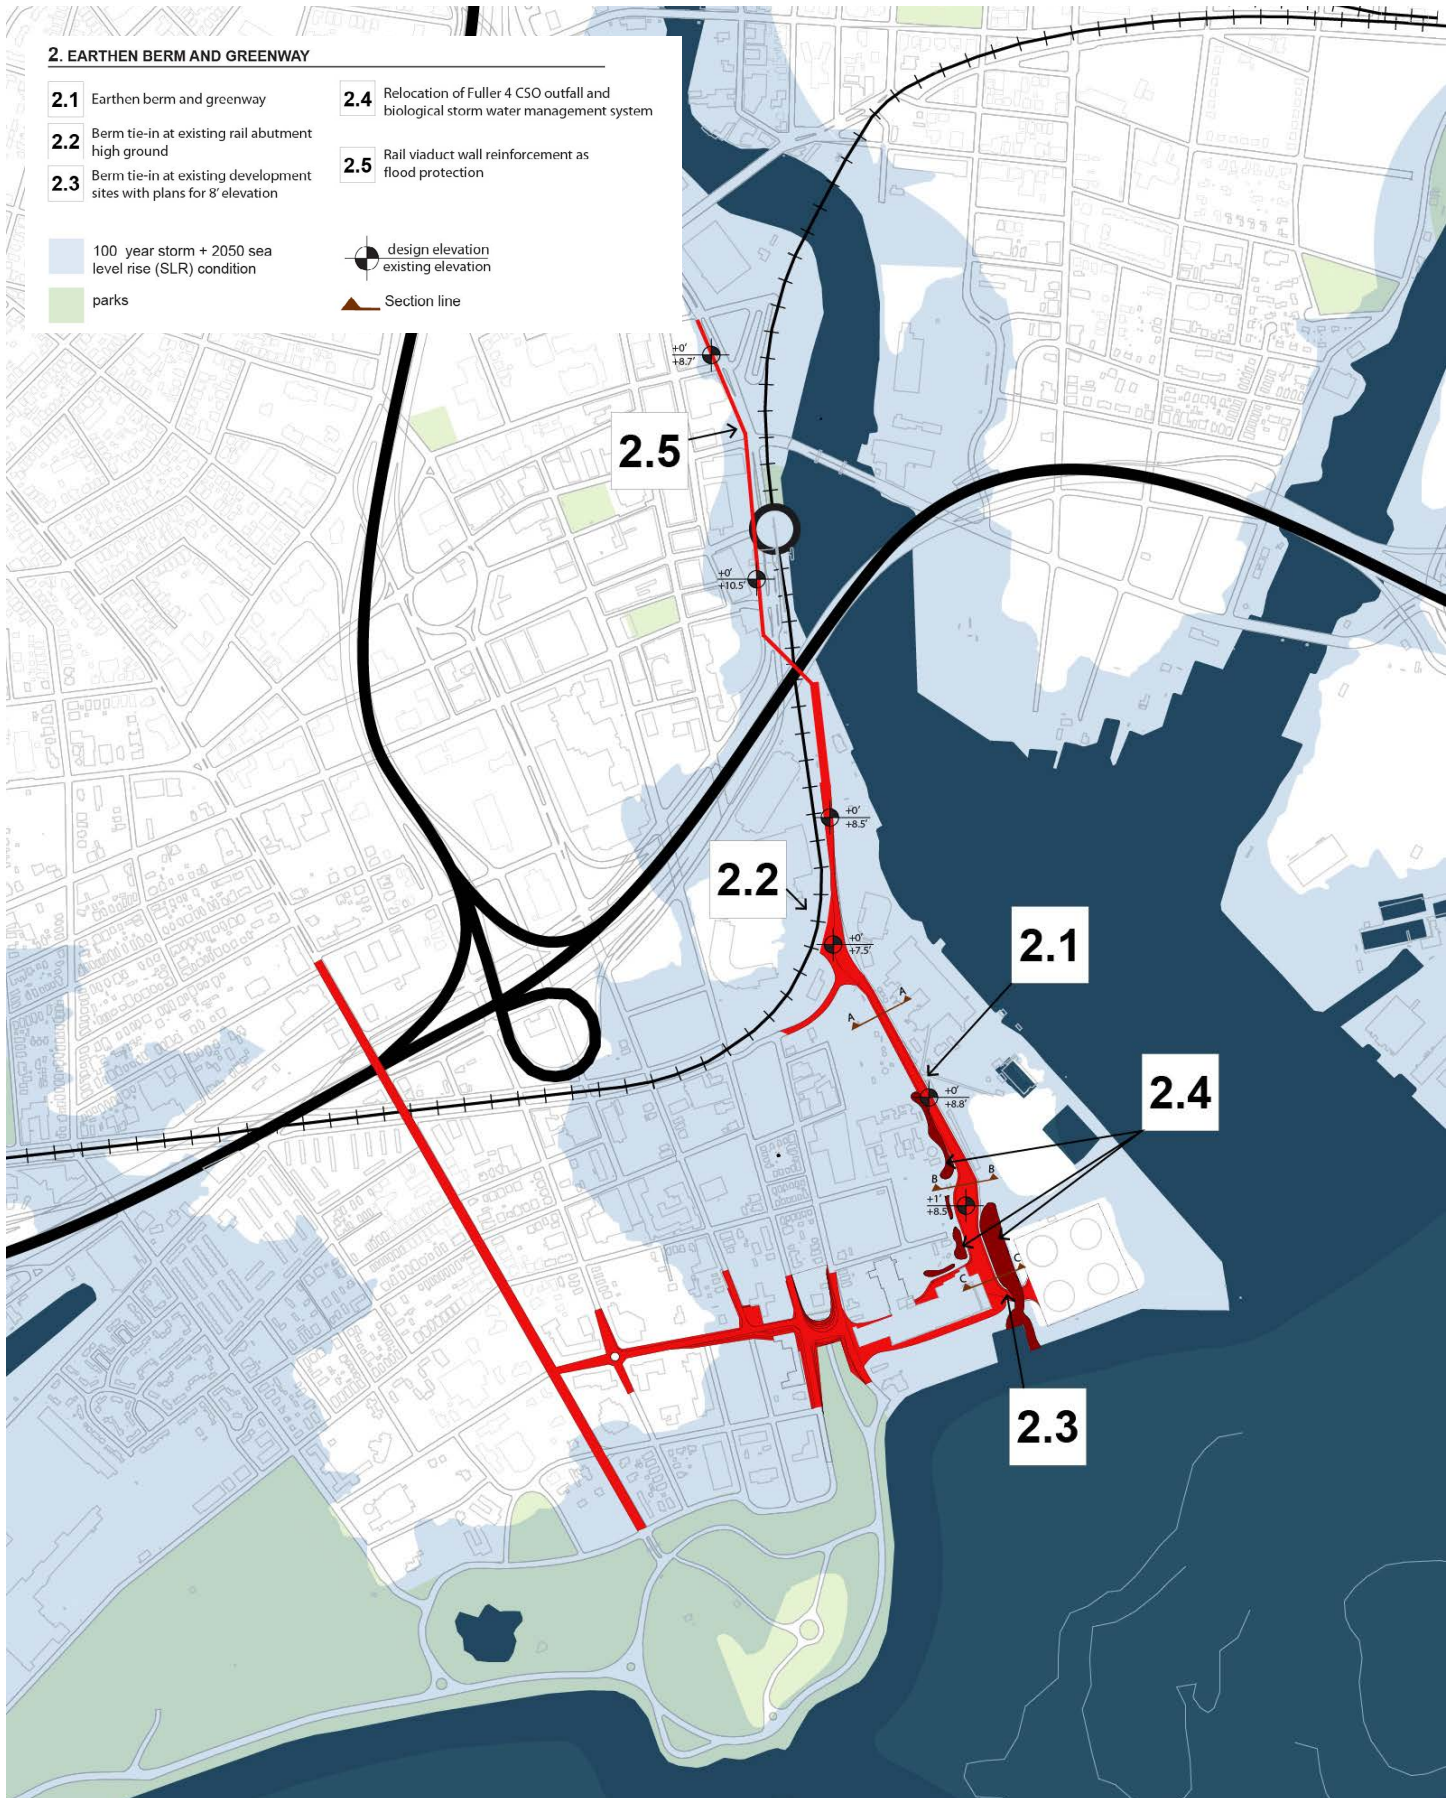 2. EARTHEN BERM AND GREENWAY
2.1 Earthen berm and greenway
2.2 Berm tie-in at existing rail abutment
high ground
2.3 Berm tie-in at existing development
sites with plans for 8' elevation
2.4 Relocation of Fuller 4 CSO outfall and
biological storm water management system
2.5 Rail viaduct wall reinforcement as
flood protection
100 year storm + 2050 sea
level rise (SLR) condition
parks
design elevation
existing elevation
Section line
+0'
+8.7'
2.5
+0'
+10.5'
+0'
+8.5'
2.2
+0'
+7.5'
2.1
A
A
+0'
+8.8'
2.4
B
B
+1'
+8.5'
C
C
2.3